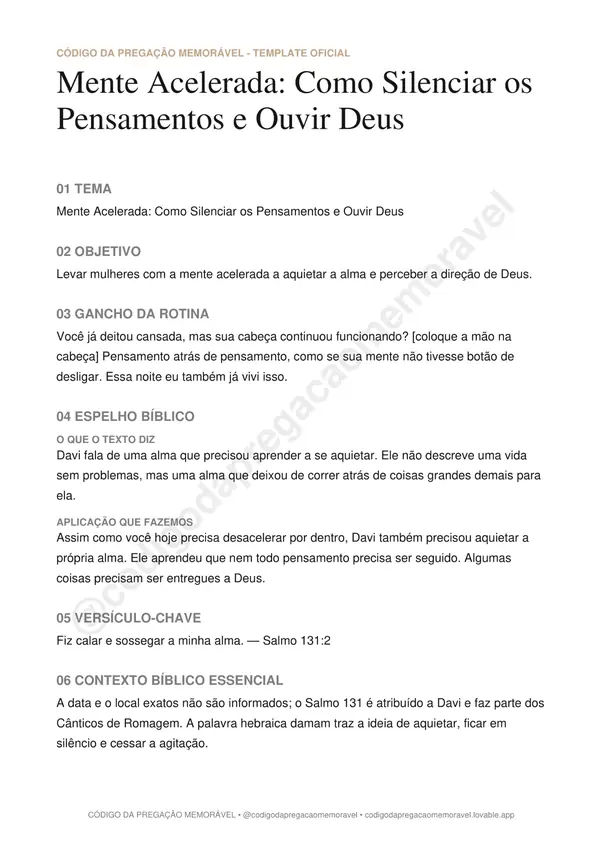 CÓDIGO DA PREGAÇÃO MEMORÁVEL - TEMPLATE OFICIAL
Mente Acelerada: Como Silenciar os
Pensamentos e Ouvir Deus
01 TEMA
Mente Acelerada: Como Silenciar os Pensamentos e Ouvir Deus
02 OBJETIVO
Levar mulheres com a mente acelerada a aquietar a alma e perceber a direção de Deus.
03 GANCHO DA ROTINA
Você já deitou cansada, mas sua cabeça continuou funcionando? [coloque a mão na
cabeça] Pensamento atrás de pensamento, como se sua mente não tivesse botão de
desligar. Essa noite eu também já vivi isso.
04 ESPELHO BÍBLICO
O QUE O TEXTO DIZ
Davi fala de uma alma que precisou aprender a se aquietar. Ele não descreve uma vida
sem problemas, mas uma alma que deixou de correr atrás de coisas grandes demais para
ela.
APLICAÇÃO QUE FAZEMOS
Assim como você hoje precisa desacelerar por dentro, Davi também precisou aquietar a
própria alma. Ele aprendeu que nem todo pensamento precisa ser seguido. Algumas
coisas precisam ser entregues a Deus.
05 VERSÍCULO-CHAVE
Fiz calar e sossegar a minha alma. — Salmo 131:2
06 CONTEXTO BÍBLICO ESSENCIAL
A data e o local exatos não são informados; o Salmo 131 é atribuído a Davi e faz parte dos
Cânticos de Romagem. A palavra hebraica damam traz a ideia de aquietar, ficar em
silêncio e cessar a agitação.
@codigodapregacaomemoravel
CÓDIGO DA PREGAÇÃO MEMORÁVEL • @codigodapregacaomemoravel • codigodapregacaomemoravel.lovable.app